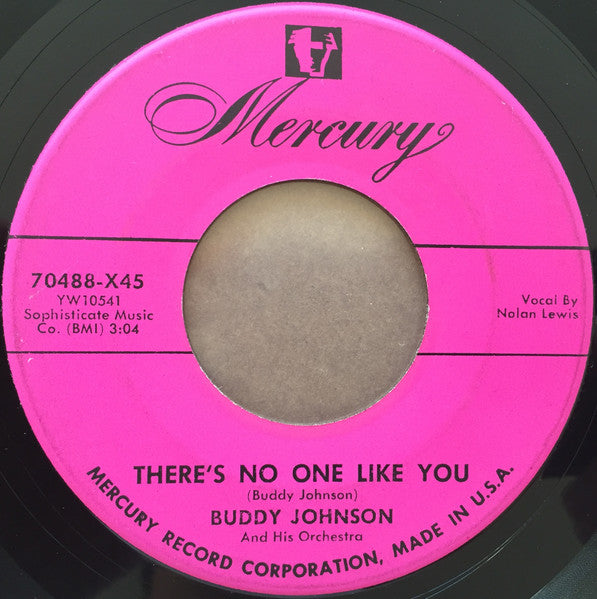 Mercury
70488-X45
YW10541
Sophisticate Music
Co. (BMI) 3:04
Vocal By
Nolan Lewis
THERE'S NO ONE LIKE YOU
(Buddy Johnson)
BUDDY JOHNSON
And His Orchestra
MERCURY RECORD CORPORATION, MADE IN U.S.A.